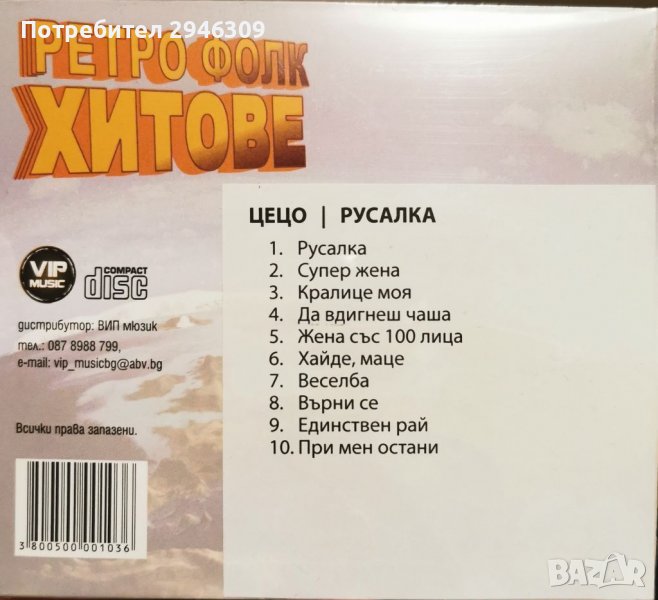 Потребител 2946309
РЕТРО ФОЛК
ХИТОВЕ
ЦЕЦО | РУСАЛКА
1. Русалка
2. Супер жена
3. Кралице моя
4. Да вдигнеш чаша
5. Жена със 100 лица
6. Хайде, маце
7. Веселба
8. Върни се
9. Единствен рай
10. При мен остани
VIP
MUSIC
COMPACT
disc
дистрибутор: ВИП мюзик
тел.: 087 8988 799,
e-mail: vip_musicbg@abv.bg
Всички права запазени.
3 800500 001036
BAZAR